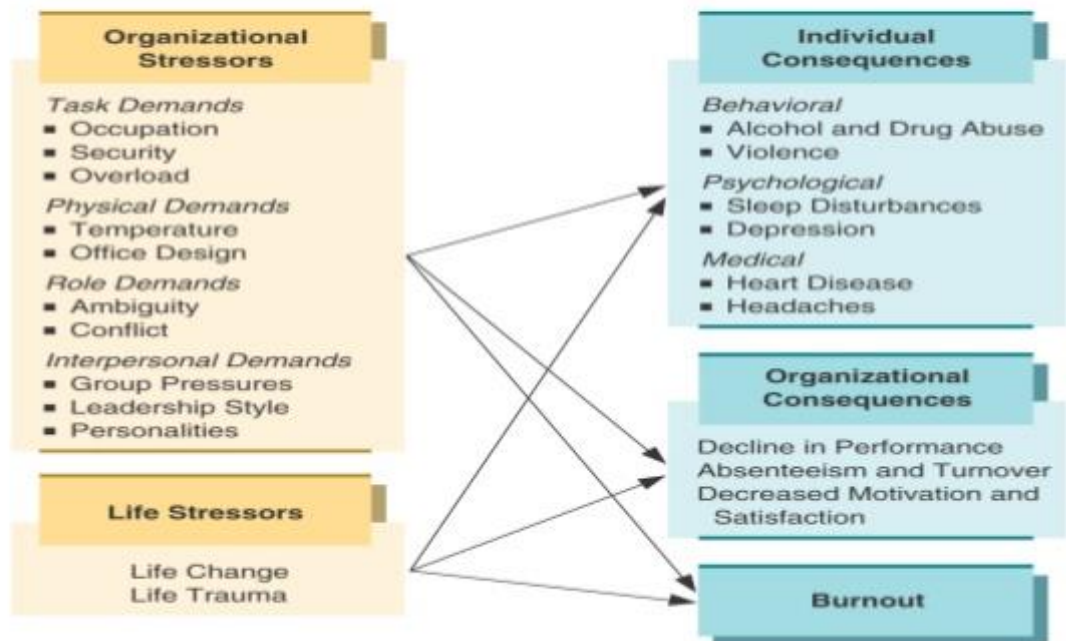 Organizational
Stressors
Task Demands
▪ Occupation
▪ Security
▪ Overload
Physical Demands
▪ Temperature
▪ Office Design
Role Demands
▪ Ambiguity
▪ Conflict
Interpersonal Demands
▪ Group Pressures
▪ Leadership Style
▪ Personalities
Life Stressors
Life Change
Life Trauma
Individual
Consequences
Behavioral
▪ Alcohol and Drug Abuse
▪ Violence
Psychological
▪ Sleep Disturbances
▪ Depression
Medical
▪ Heart Disease
▪ Headaches
Organizational
Consequences
Decline in Performance
Absenteeism and Turnover
Decreased Motivation and
Satisfaction
Burnout